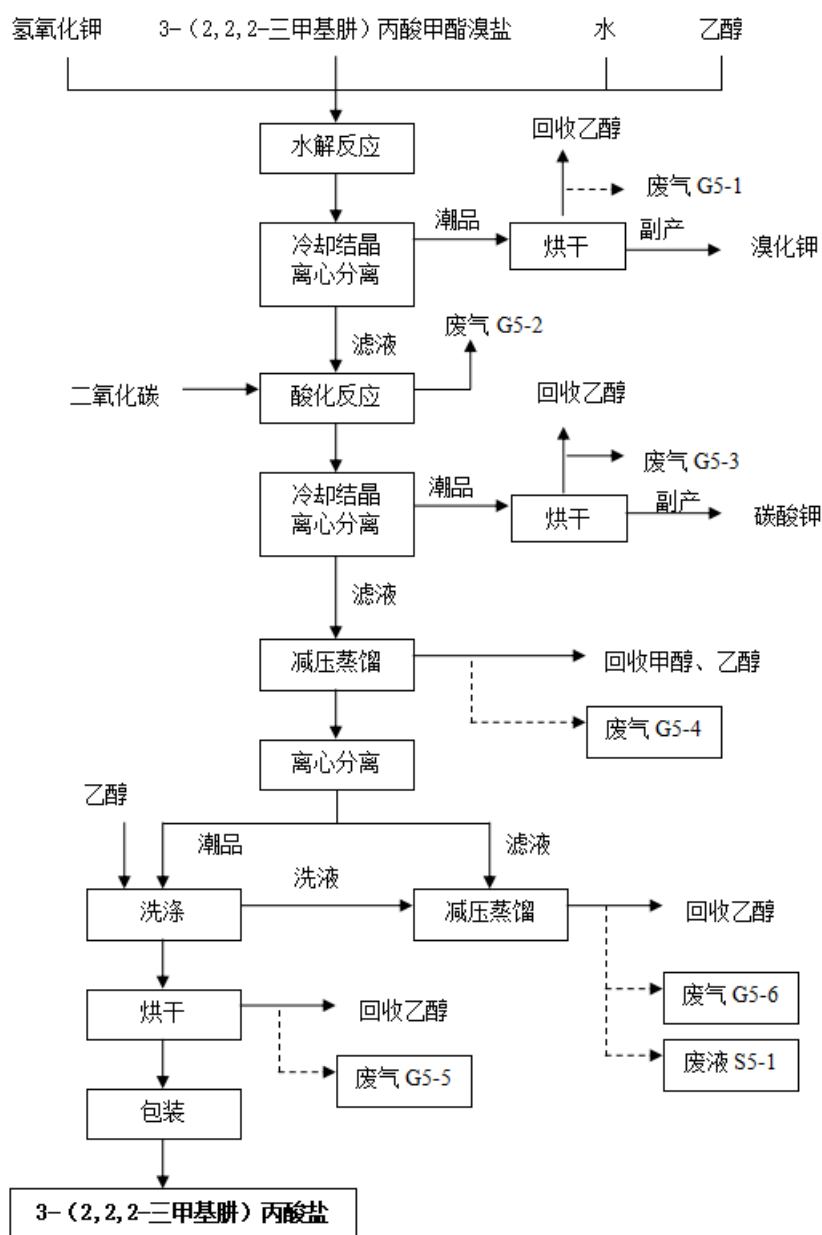 氢氧化钾 3-（2,2,2-三甲基肼）丙酸甲酯溴盐 水 乙醇
水解反应
回收乙醇
废气 G5-1
冷却结晶
离心分离
潮品
烘干
副产
溴化钾
滤液
废气 G5-2
二氧化碳
酸化反应
回收乙醇
废气 G5-3
冷却结晶
离心分离
潮品
烘干
副产
碳酸钾
滤液
减压蒸馏
回收甲醇、乙醇
废气 G5-4
离心分离
乙醇
潮品
滤液
洗涤
洗液
减压蒸馏
回收乙醇
废气 G5-6
废液 S5-1
烘干
回收乙醇
废气 G5-5
包装
3-（2,2,2-三甲基肼）丙酸盐